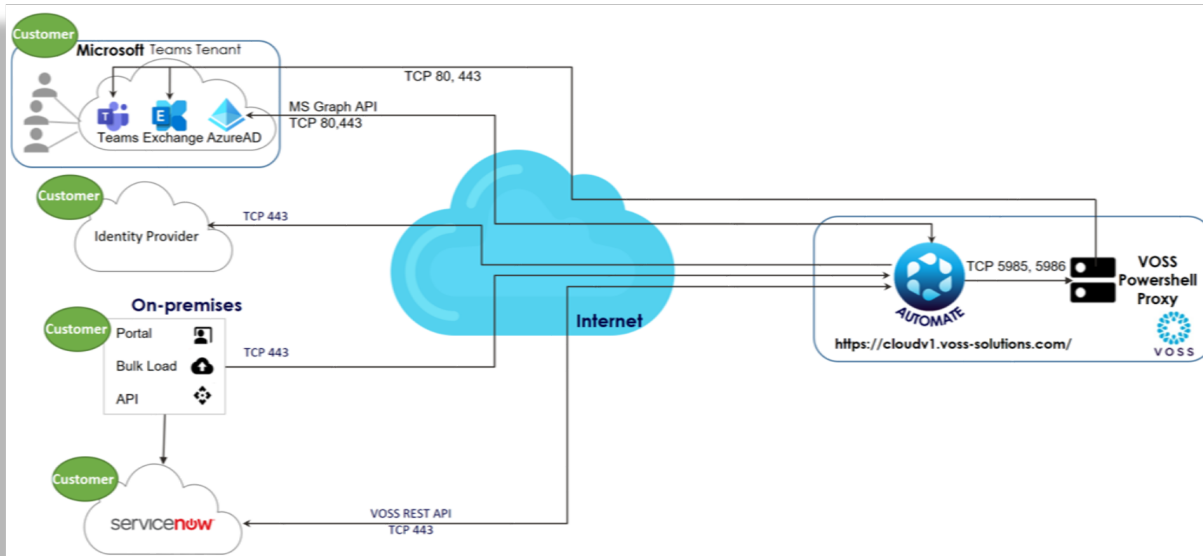 Customer
Microsoft Teams Tenant
TCP 80, 443
MS Graph API
TCP 80,443
T
E
Teams Exchange AzureAD
Customer
TCP 443
Identity Provider
TCP 5985, 5986
VOSS
Powershell
Proxy
AUTOMATE
On-premises
Customer
Portal
Internet
https://cloudv1.voss-solutions.com/
VOSS
TCP 443
Bulk Load
API
Customer
servicenow
VOSS REST API
TCP 443